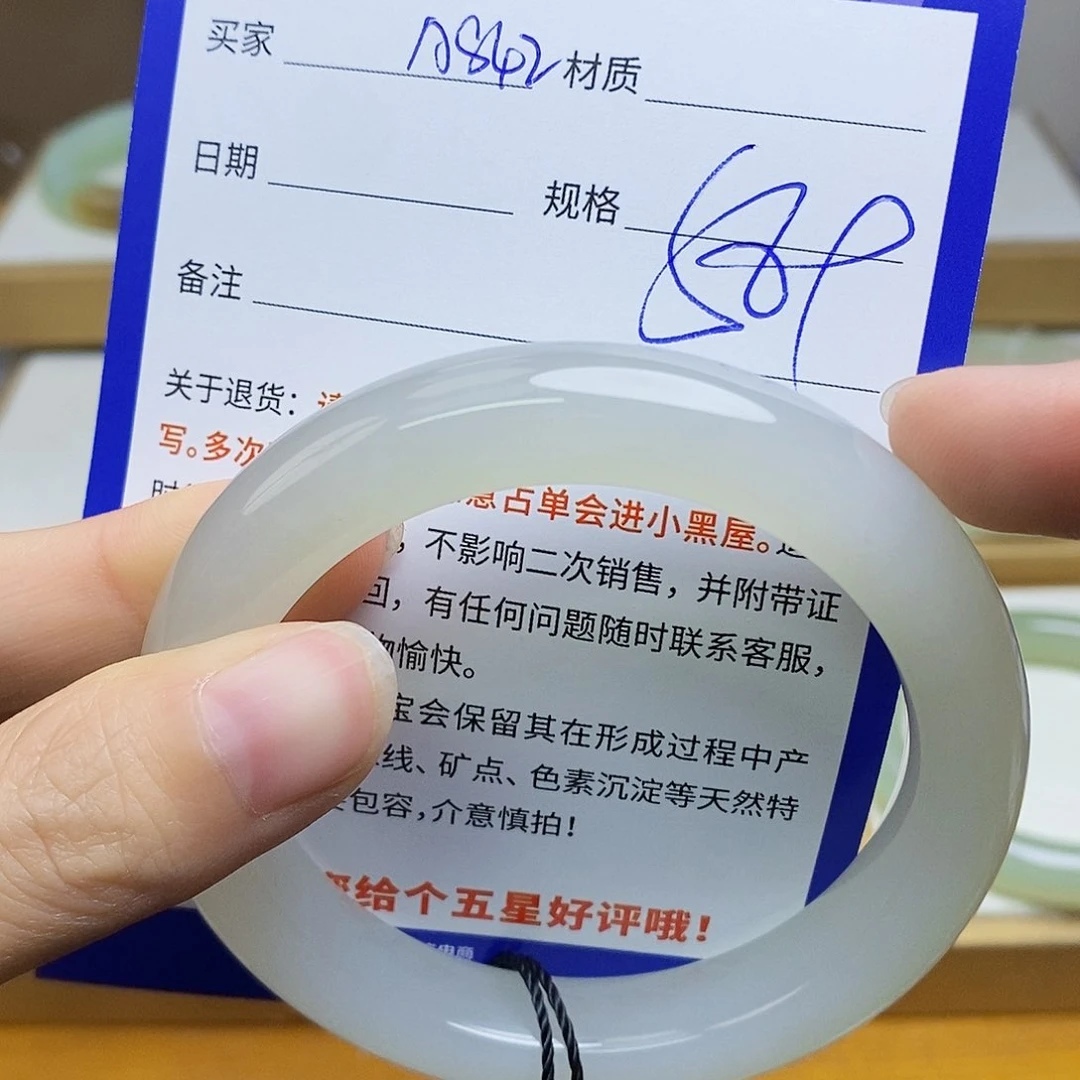 买家 A842 材质
日期 规格
备注
关于退货:
写。多次
意占单会进小黑屋。
,不影响二次销售,并附带证
回,有任何问题随时联系客服,
物愉快。
宝会保留其在形成过程中产
线、矿点、色素沉淀等天然特
包容,介意慎拍!
给个五星好评哦!
电商